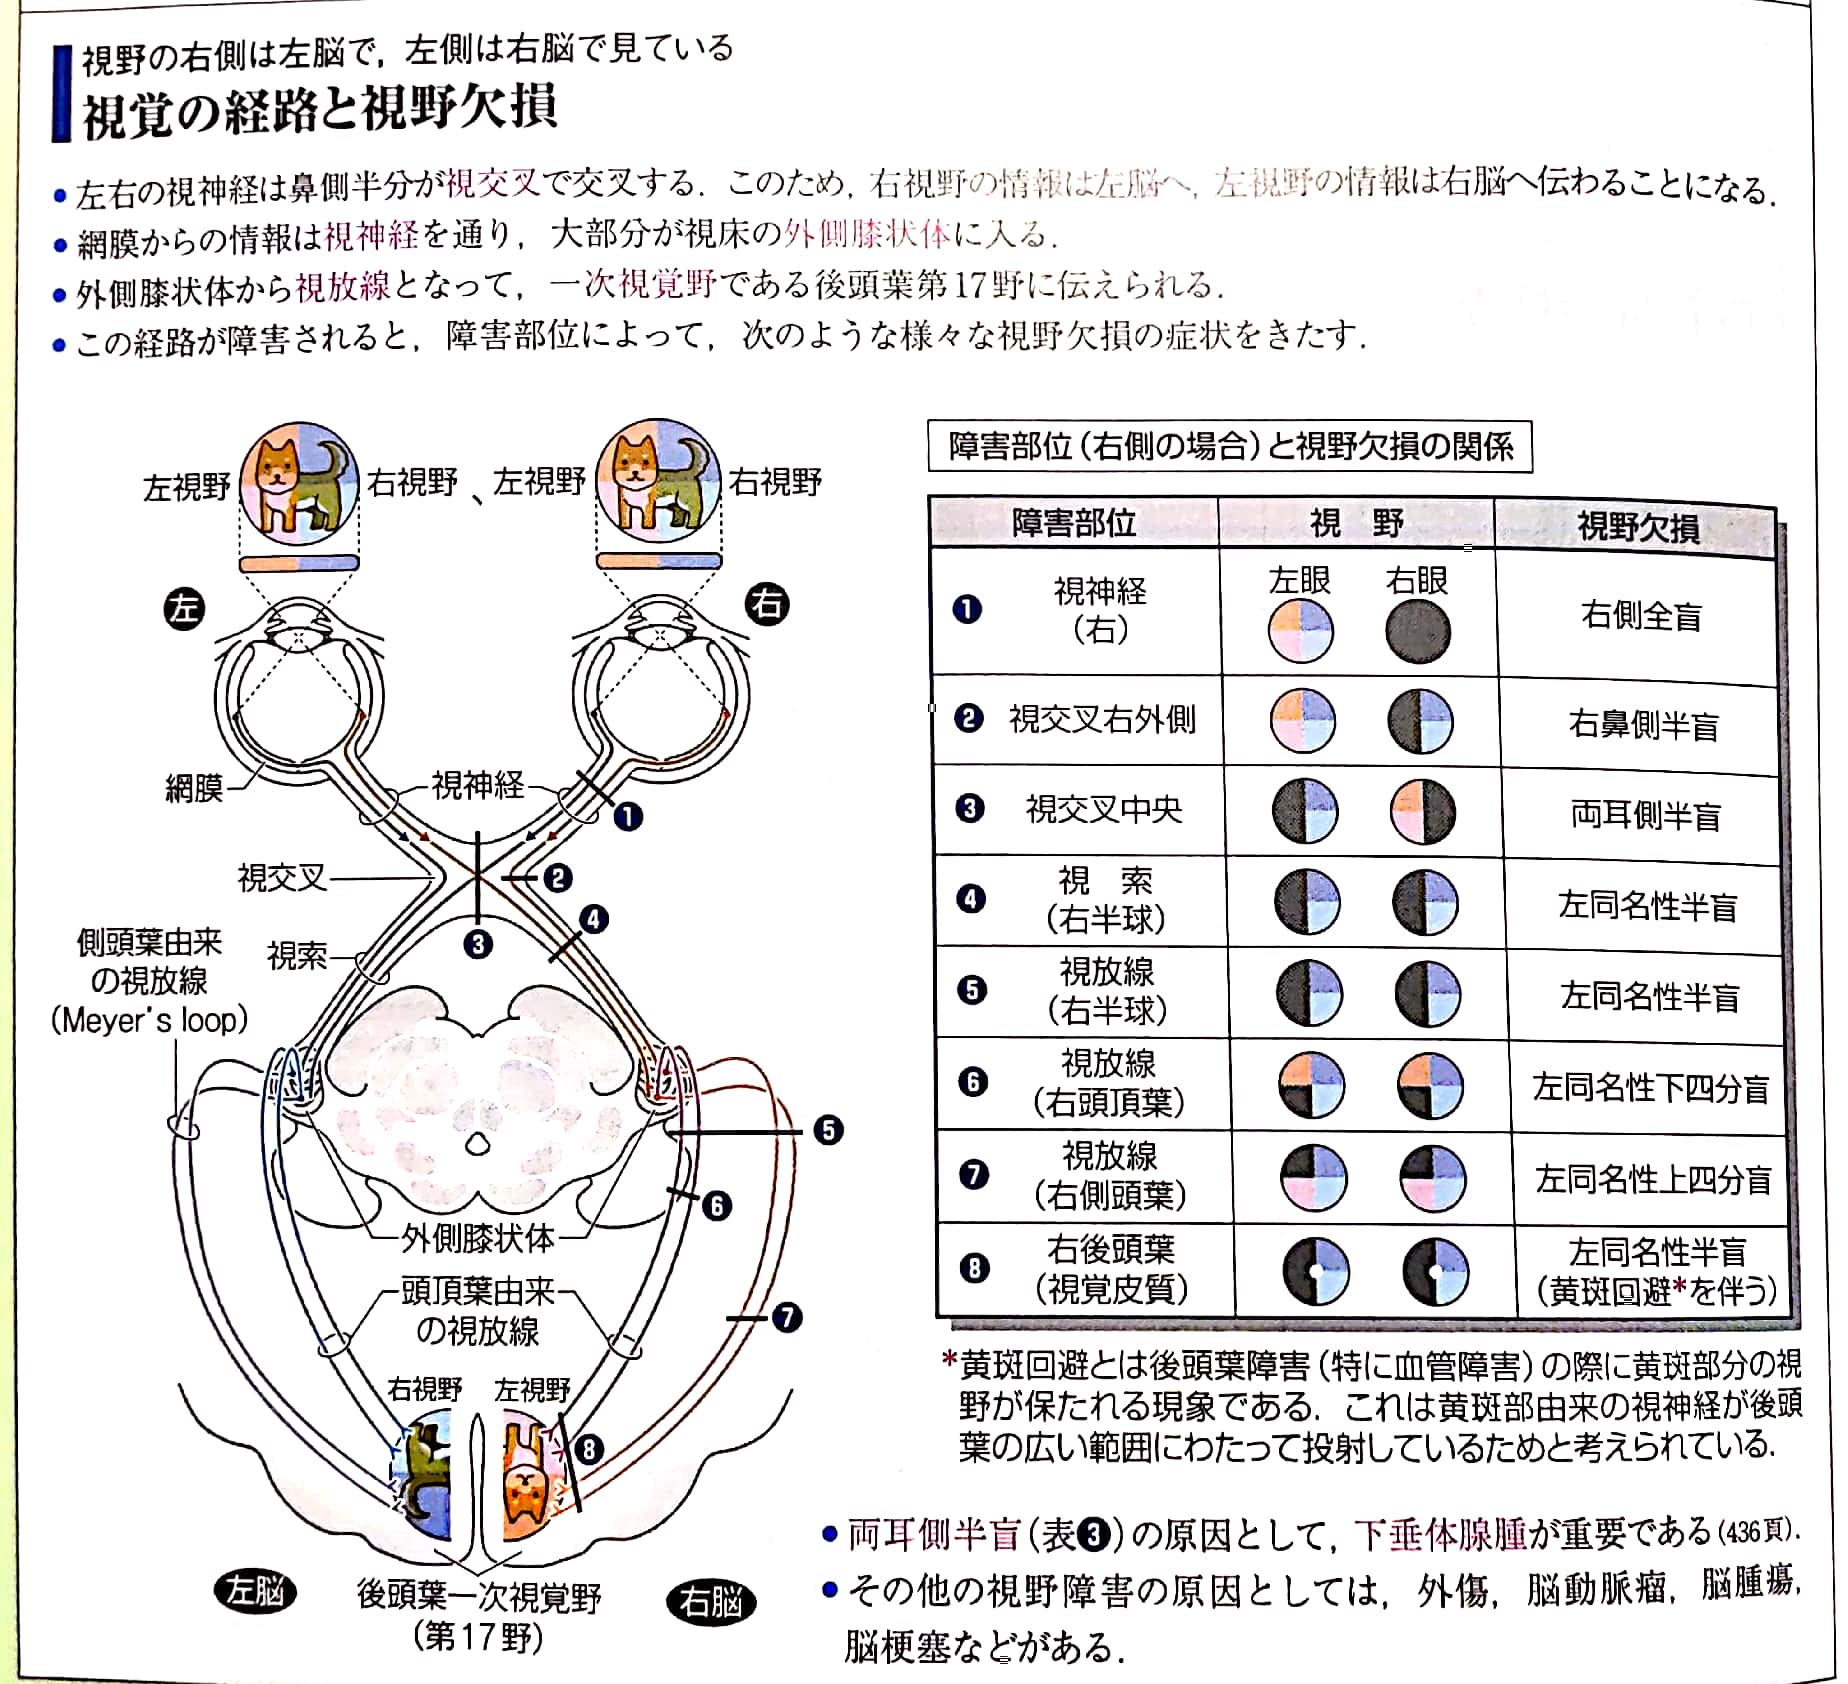 視野の右側は左脳で，左側は右脳で見ている
視覚の経路と視野欠損
● 左右の視神経は鼻側半分が視交叉で交叉する．このため，右視野の情報は左脳へ，左視野の情報は右脳へ伝わることになる．
● 網膜からの情報は視神経を通り，大部分が視床の外側膝状体に入る．
● 外側膝状体から視放線となって，一次視覚野である後頭葉第17野に伝えられる．
● この経路が障害されると，障害部位によって，次のような様々な視野欠損の症状をきたす．
左視野 右視野、左視野 右視野
左 右
網膜
視神経
❶
視交叉
❷
❸
❹
視索
側頭葉由来
の視放線
(Meyer's loop)
❺
❻
外側膝状体
頭頂葉由来
の視放線
❼
右視野 左視野
❽
左脳 右脳
後頭葉一次視覚野
(第17野)
障害部位（右側の場合）と視野欠損の関係
障害部位 視　野 視野欠損
左眼 右眼
❶ 視神経
（右）
右側全盲
❷ 視交叉右外側 右鼻側半盲
❸ 視交叉中央 両耳側半盲
❹ 視　索
（右半球）
左同名性半盲
❺ 視放線
（右半球）
左同名性半盲
❻ 視放線
（右頭頂葉）
左同名性下四分盲
❼ 視放線
（右側頭葉）
左同名性上四分盲
❽ 右後頭葉
（視覚皮質）
左同名性半盲
（黄斑回避*を伴う）
*黄斑回避とは後頭葉障害（特に血管障害）の際に黄斑部分の視
野が保たれる現象である．これは黄斑部由来の視神経が後頭
葉の広い範囲にわたって投射しているためと考えられている．
● 両耳側半盲（表❸）の原因として，下垂体腺腫が重要である（436頁）．
● その他の視野障害の原因としては，外傷，脳動脈瘤，脳腫瘍，
脳梗塞などがある．